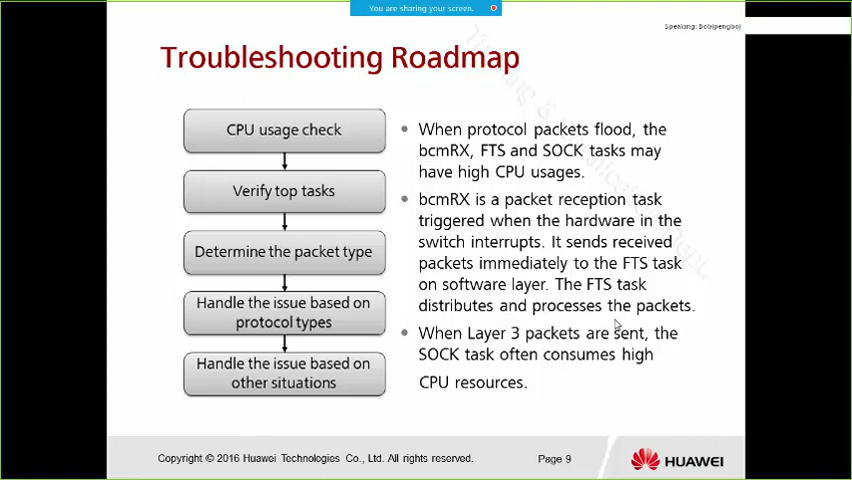 You are sharing your screen.
Speaking: Bob(pengbo)
Troubleshooting Roadmap
CPU usage check
Verify top tasks
Determine the packet type
Handle the issue based on
protocol types
Handle the issue based on
other situations
When protocol packets flood, the
bcmRX, FTS and SOCK tasks may
have high CPU usages.
bcmRX is a packet reception task
triggered when the hardware in the
switch interrupts. It sends received
packets immediately to the FTS task
on software layer. The FTS task
distributes and processes the packets.
When Layer 3 packets are sent, the
SOCK task often consumes high
CPU resources.
Copyright © 2016 Huawei Technologies Co., Ltd. All rights reserved.
Page 9
HUAWEI